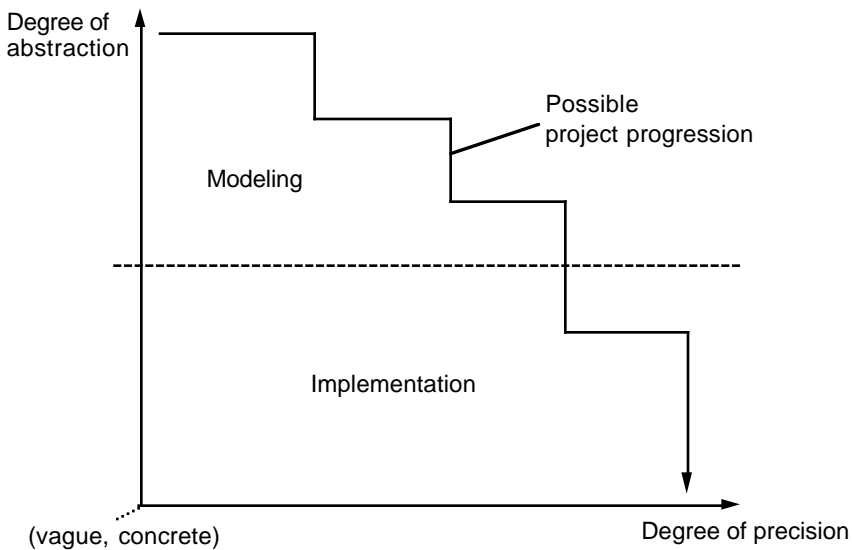 Degree of
abstraction
Possible
project progression
Modeling
Implementation
(vague, concrete)
Degree of precision